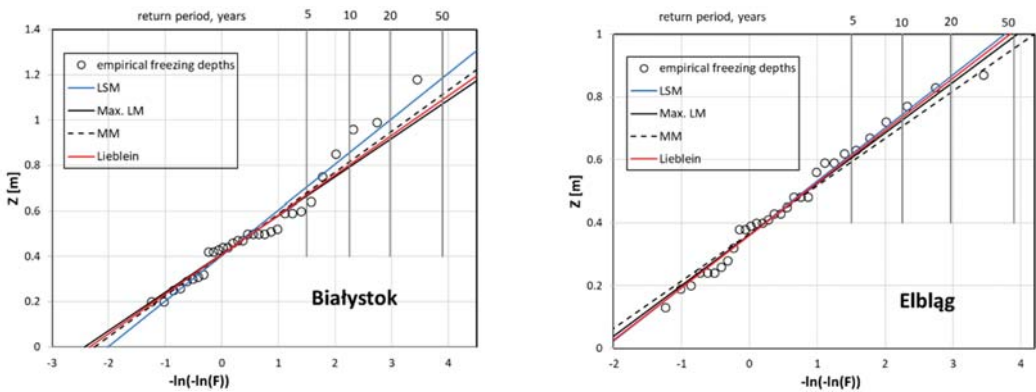 return period, years 5 10 20 50
1.4
1.2
1
0.8
0.6
0.4
0.2
0
Z [m]
empirical freezing depths
LSM
Max. LM
MM
Lieblein
Białystok
-3 -2 -1 0 1 2 3 4
-ln(-ln(F))
return period, years 5 10 20 50
1
0.8
0.6
0.4
0.2
0
Z [m]
empirical freezing depths
LSM
Max. LM
MM
Lieblein
Elbląg
-2 -1 0 1 2 3 4
-ln(-ln(F))